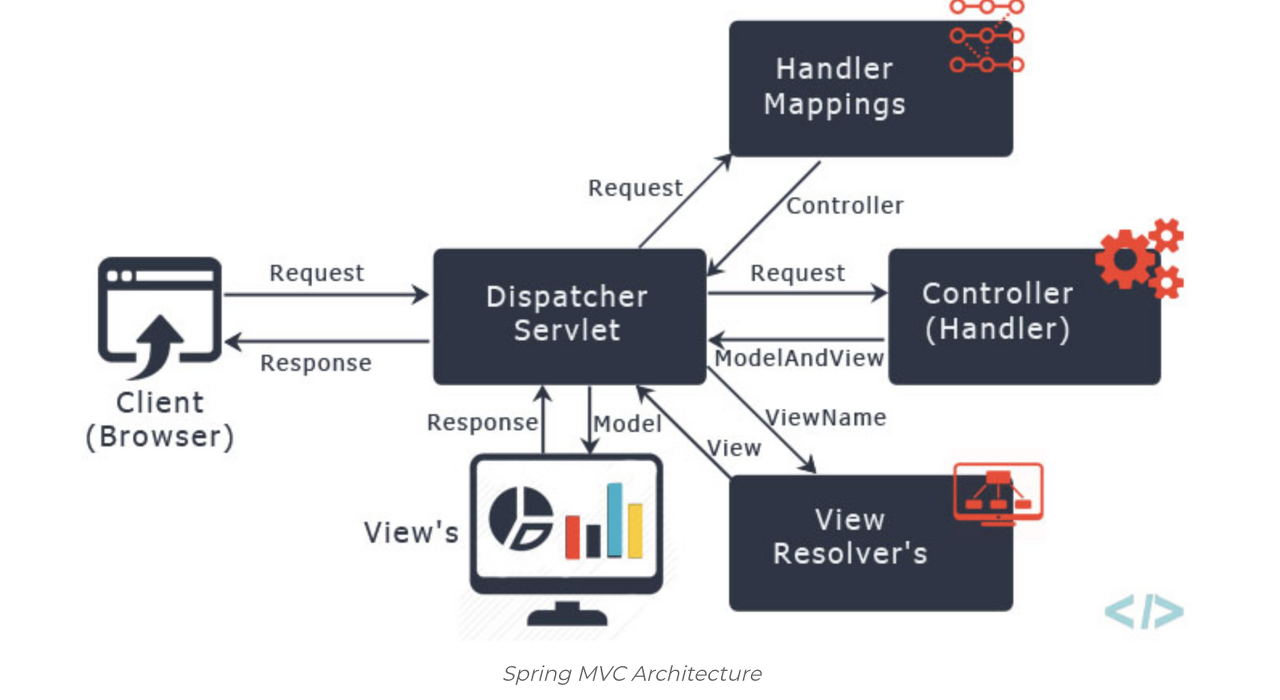 Handler
Mappings
Request
Controller
Request
Dispatcher
Servlet
Request
Controller
(Handler)
Response
ModelAndView
Client
(Browser)
Response
Model
ViewName
View
View's
View
Resolver's
</>
Spring MVC Architecture